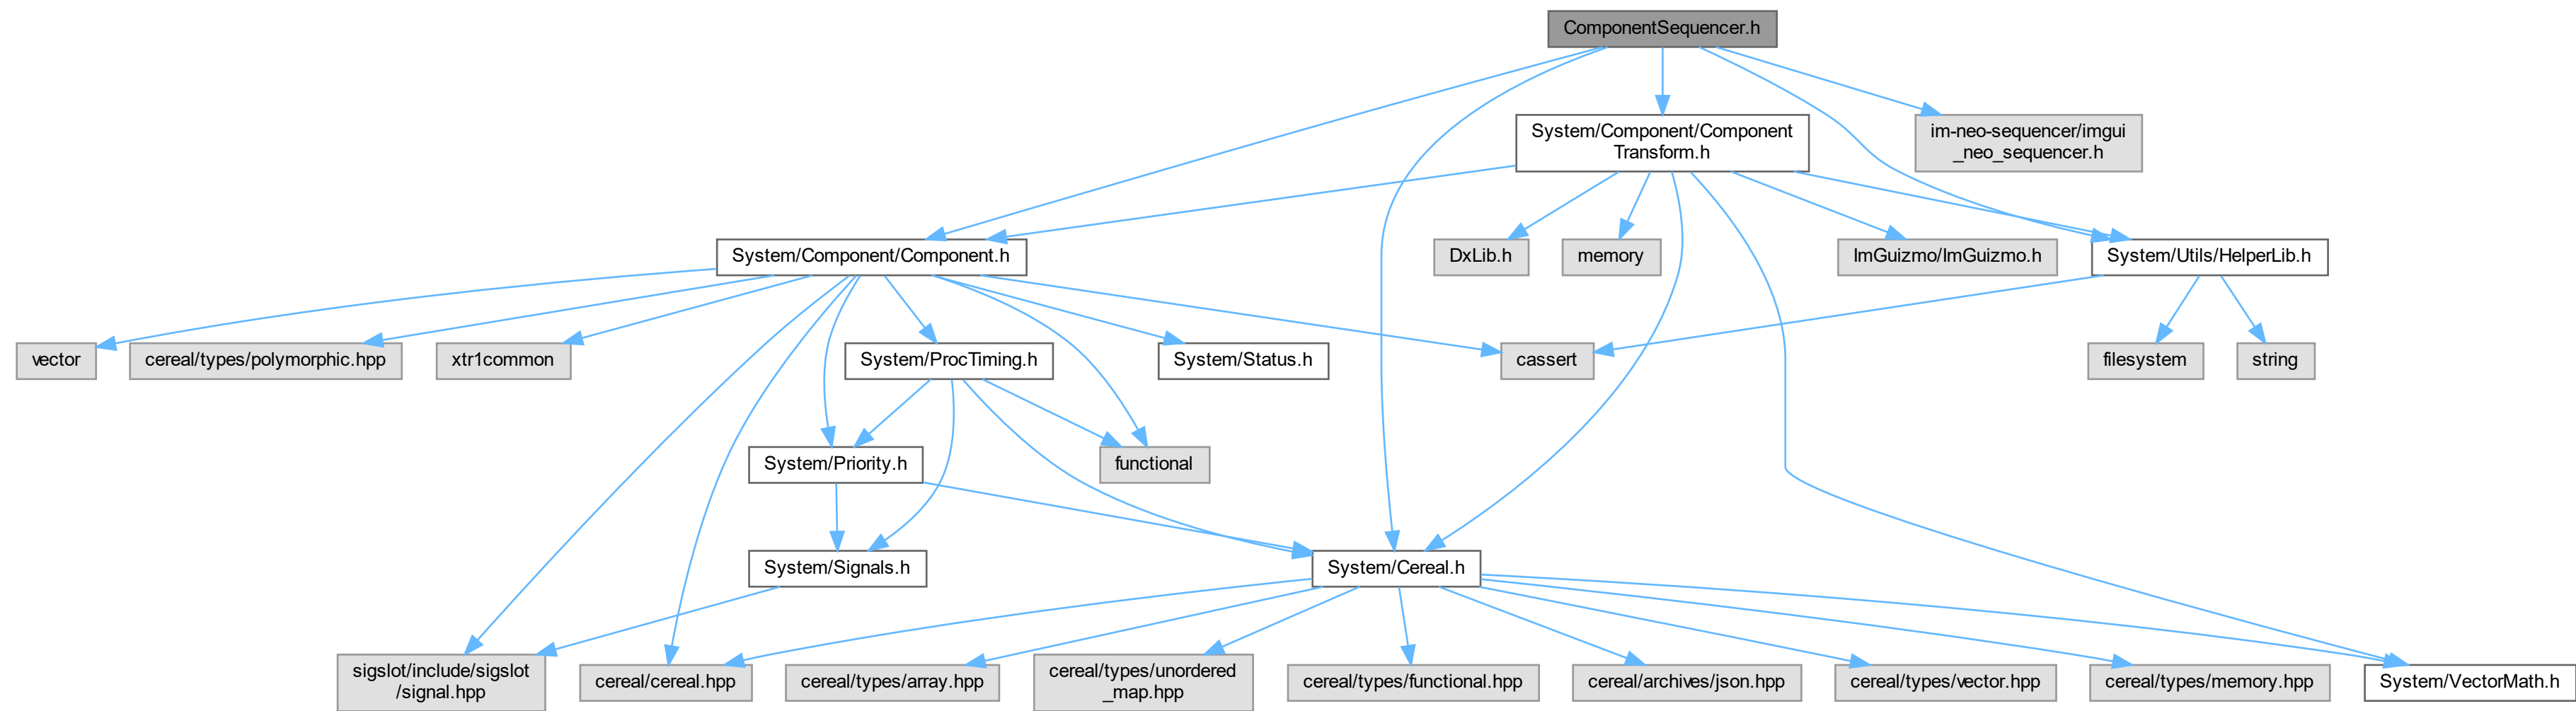 ComponentSequencer.h
System/Component/Component
Transform.h
im-neo-sequencer/imgui
_neo_sequencer.h
System/Component/Component.h
DxLib.h
memory
ImGuizmo/ImGuizmo.h
System/Utils/HelperLib.h
vector
cereal/types/polymorphic.hpp
xtr1common
System/ProcTiming.h
System/Status.h
cassert
filesystem
string
System/Priority.h
functional
System/Signals.h
System/Cereal.h
sigslot/include/sigslot
/signal.hpp
cereal/cereal.hpp
cereal/types/array.hpp
cereal/types/unordered
_map.hpp
cereal/types/functional.hpp
cereal/archives/json.hpp
cereal/types/vector.hpp
cereal/types/memory.hpp
System/VectorMath.h